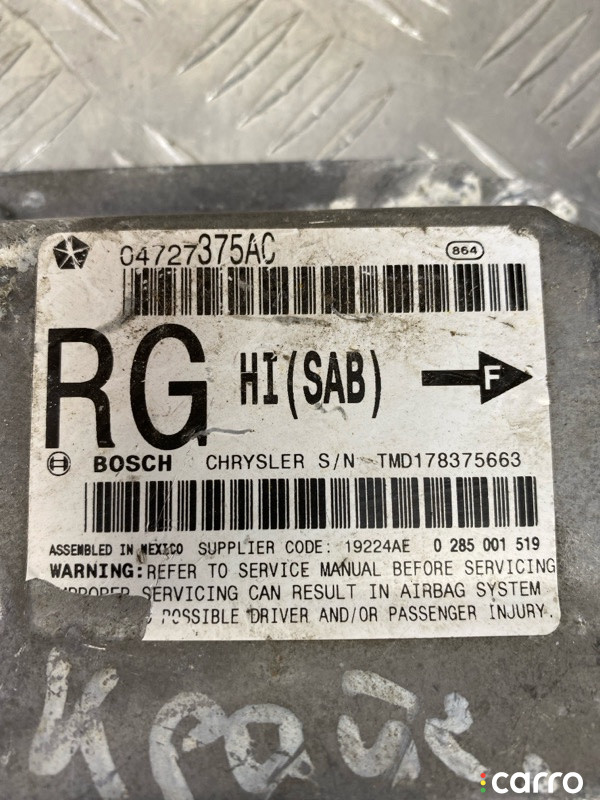 04727375AC 864
RG HI(SAB) F
BOSCH CHRYSLER S/N TMD178375663
ASSEMBLED IN MEXICO SUPPLIER CODE: 19224AE 0 285 001 519
WARNING: REFER TO SERVICE MANUAL BEFORE SERVICING
SERVICING CAN RESULT IN AIRBAG SYSTEM
POSSIBLE DRIVER AND/OR PASSENGER INJURY.
carro